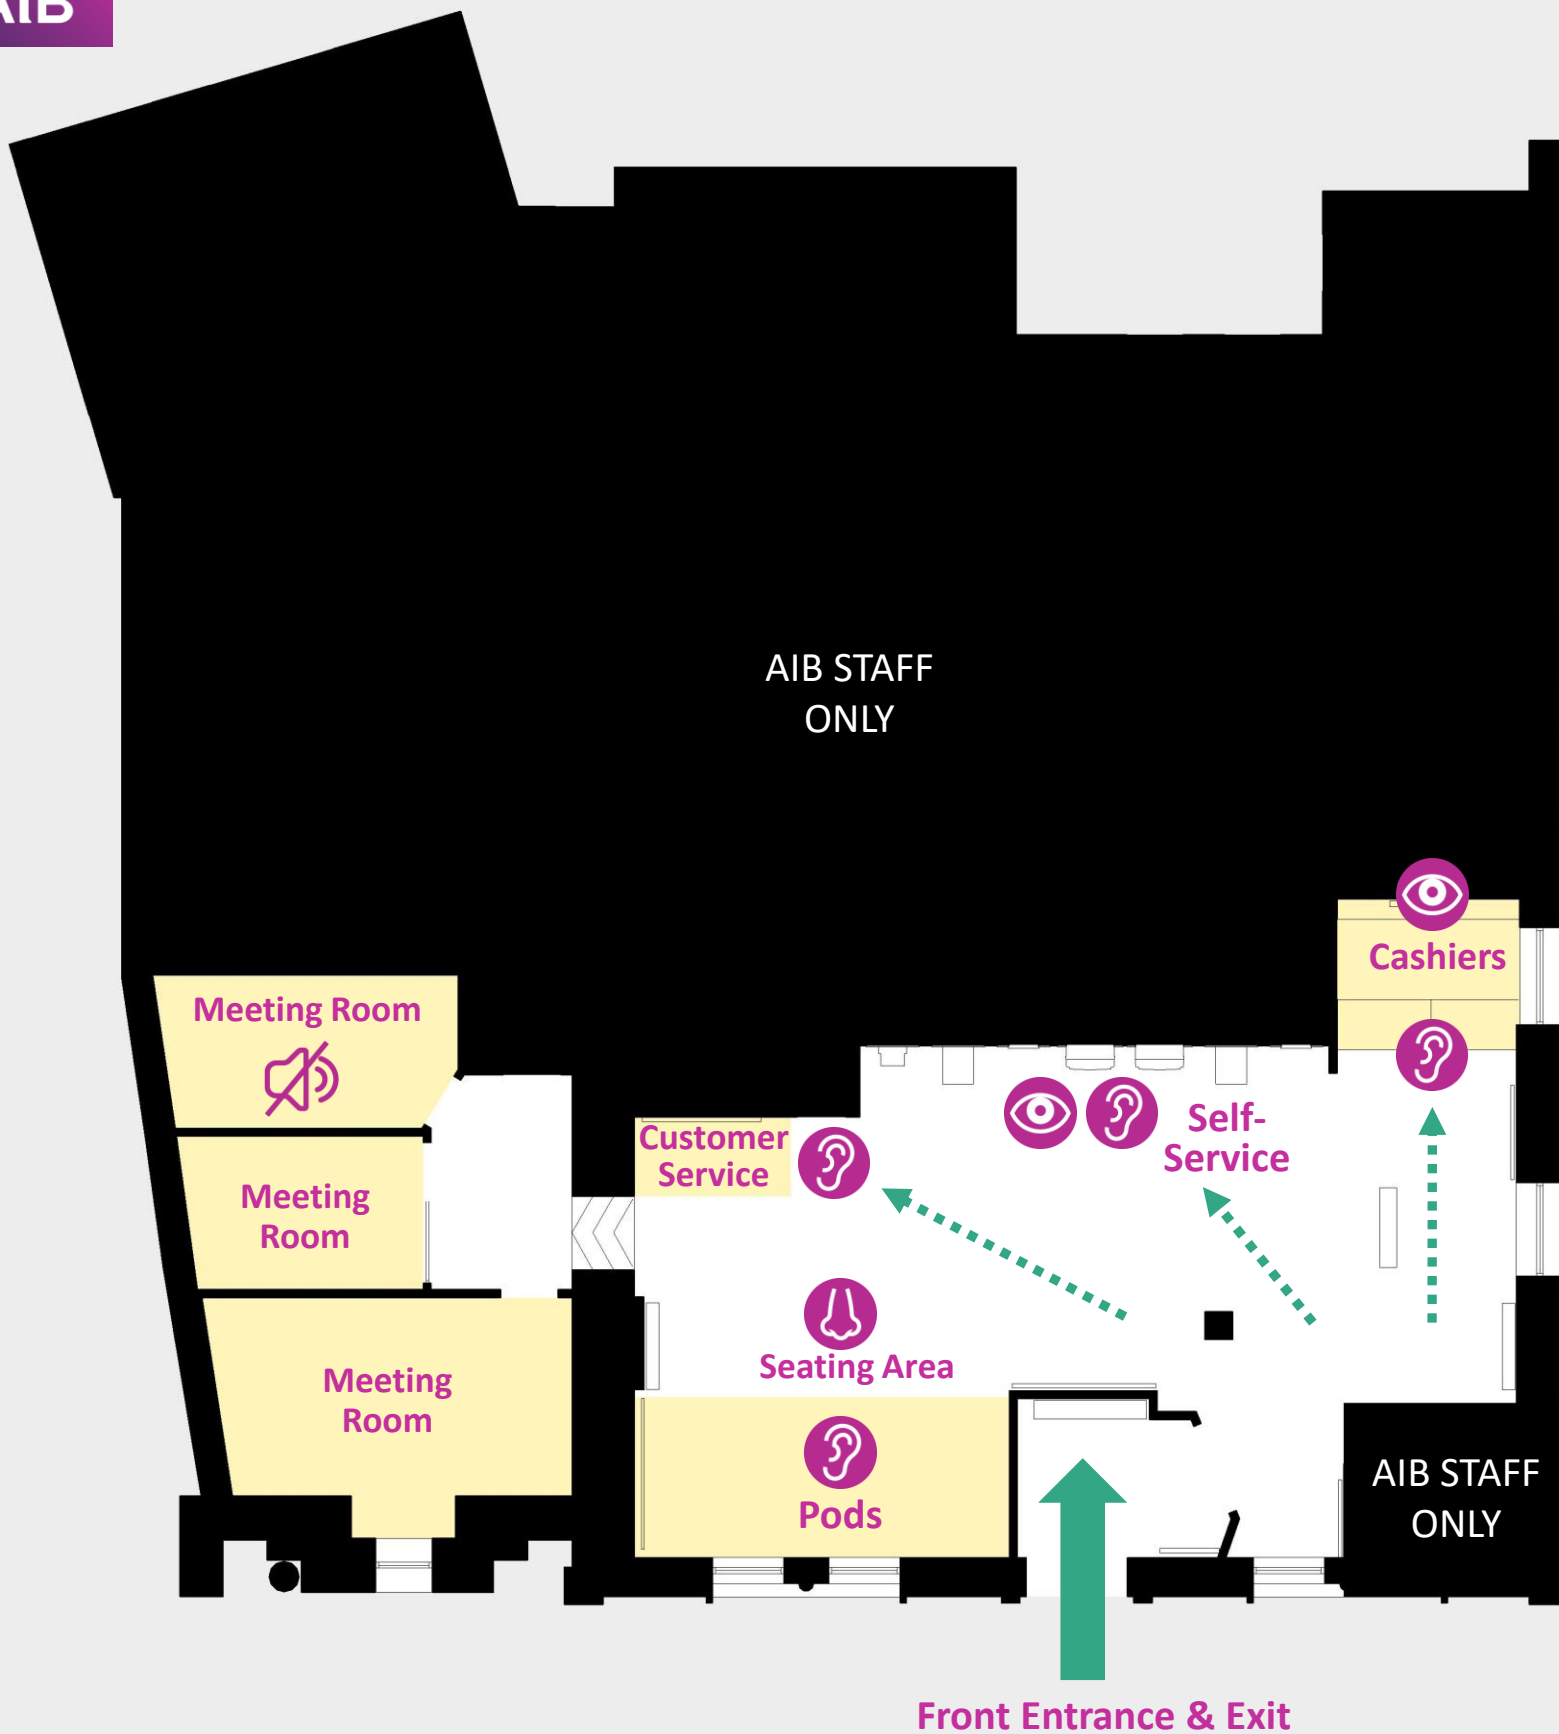 AIB
AIB STAFF
ONLY
Cashiers
Meeting Room
Customer
Service
Self-
Service
Meeting
Room
Seating Area
Meeting
Room
Pods
AIB STAFF
ONLY
Front Entrance & Exit